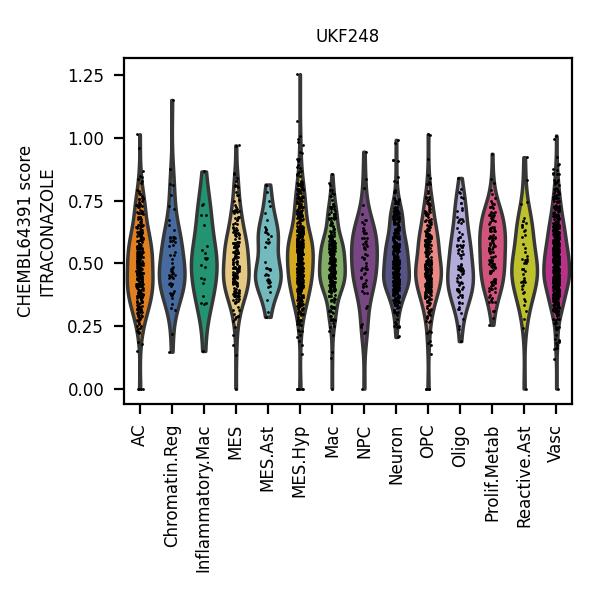 UKF248
CHEMBL64391 score
ITRACONAZOLE
1.25
1.00
0.75
0.50
0.25
0.00
AC
Chromatin.Reg
Inflammatory.Mac
MES
MES.Ast
MES.Hyp
Mac
NPC
Neuron
OPC
Oligo
Prolif.Metab
Reactive.Ast
Vasc